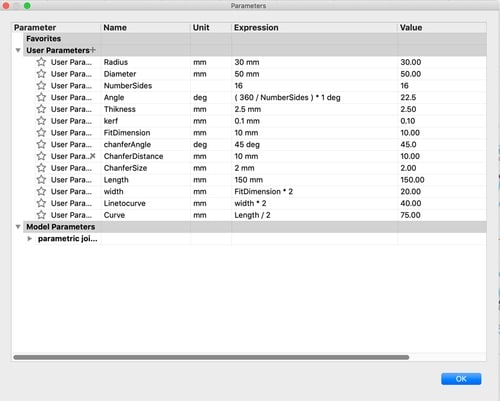 Parameters
Parameter Name Unit Expression Value
Favorites
User Parameters +
User Para... Radius mm 30 mm 30.00
User Para... Diameter mm 50 mm 50.00
User Para... NumberSides 16 16
User Para... Angle deg ( 360 / NumberSides ) * 1 deg 22.5
User Para... Thikness mm 2.5 mm 2.50
User Para... kerf mm 0.1 mm 0.10
User Para... FitDimension mm 10 mm 10.00
User Para... chanferAngle deg 45 deg 45.0
User Para... ChanferDistance mm 10 mm 10.00
User Para... ChanferSize mm 2 mm 2.00
User Para... Length mm 150 mm 150.00
User Para... width mm FitDimension * 2 20.00
User Para... Linetocurve mm width * 2 40.00
User Para... Curve mm Length / 2 75.00
Model Parameters
parametric joi...
OK